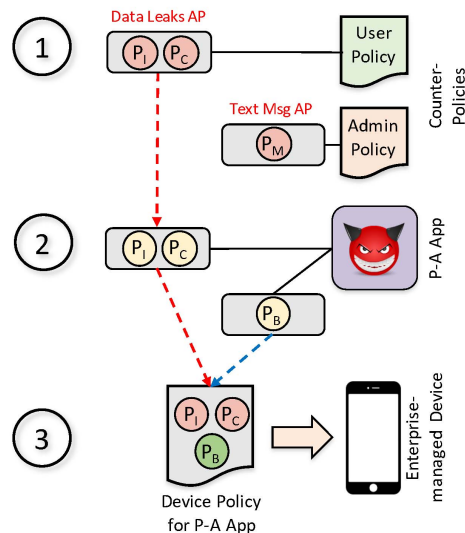 Data Leaks AP
1
PI PC
User
Policy
Counter-
Policies
Text Msg AP
PM
Admin
Policy
2
PI PC
P-A App
PB
3
PI PC
PB
Enterprise-
managed Device
Device Policy
for P-A App